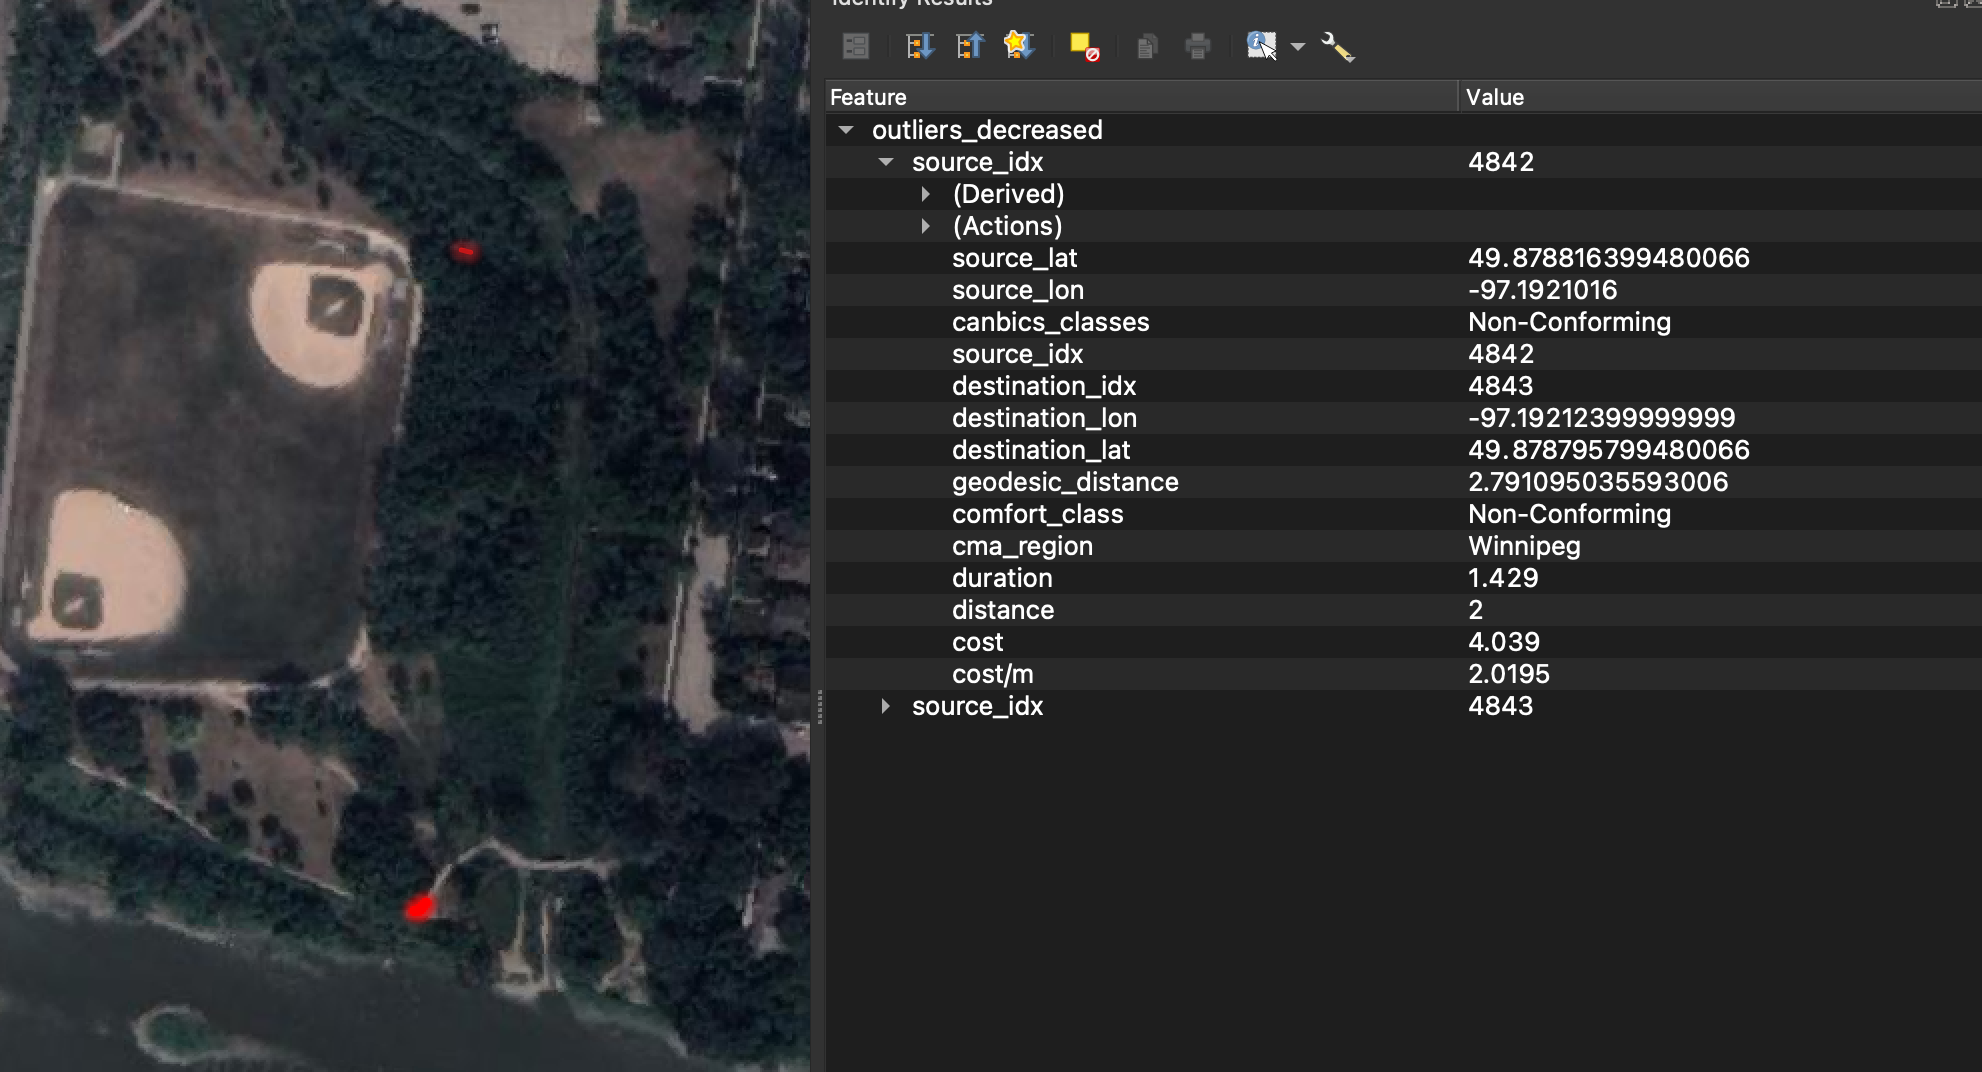 Identify Results
Feature Value
outliers_decreased
source_idx 4842
(Derived)
(Actions)
source_lat 49.878816399480066
source_lon -97.1921016
canbics_classes Non-Conforming
source_idx 4842
destination_idx 4843
destination_lon -97.19212399999999
destination_lat 49.878795799480066
geodesic_distance 2.791095035593006
comfort_class Non-Conforming
cma_region Winnipeg
duration 1.429
distance 2
cost 4.039
cost/m 2.0195
source_idx 4843